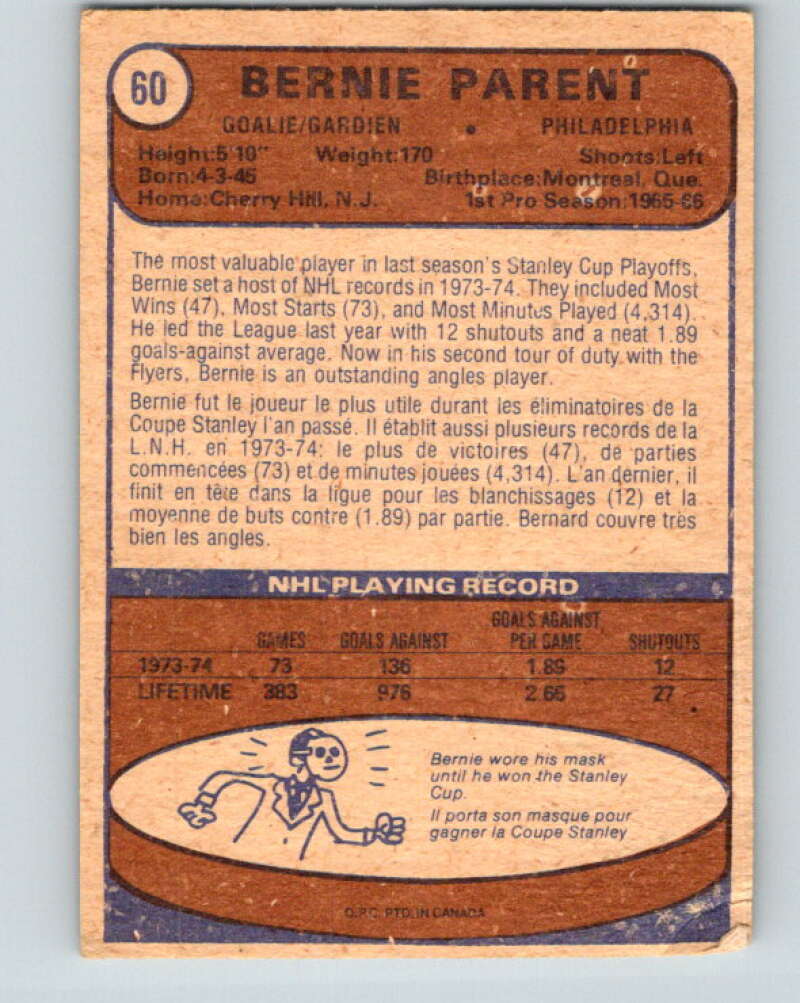 60
BERNIE PARENT
GOALIE/GARDIEN • PHILADELPHIA
Height:5'10" Weight:170 Shoots:Left
Born:4-3-45 Birthplace:Montreal, Que.
Home:Cherry Hill, N.J. 1st Pro Season:1965-66
The most valuable player in last season's Stanley Cup Playoffs,
Bernie set a host of NHL records in 1973-74. They included Most
Wins (47), Most Starts (73), and Most Minutes Played (4,314).
He led the League last year with 12 shutouts and a neat 1.89
goals-against average. Now in his second tour of duty with the
Flyers, Bernie is an outstanding angles player.
Bernie fut le joueur le plus utile durant les éliminatoires de la
Coupe Stanley l'an passé. Il établit aussi plusieurs records de la
L.N.H. en 1973-74: le plus de victoires (47), de parties
commencées (73) et de minutes jouées (4,314). L'an dernier, il
finit en tête dans la ligue pour les blanchissages (12) et la
moyenne de buts contre (1.89) par partie. Bernard couvre très
bien les angles.
NHL PLAYING RECORD
GAMES GOALS AGAINST GOALS AGAINST PER GAME SHUTOUTS
1973-74 73 136 1.89 12
LIFETIME 383 976 2.66 27
Bernie wore his mask
until he won the Stanley
Cup.
Il porta son masque pour
gagner la Coupe Stanley
O.P.C. PTD. IN CANADA